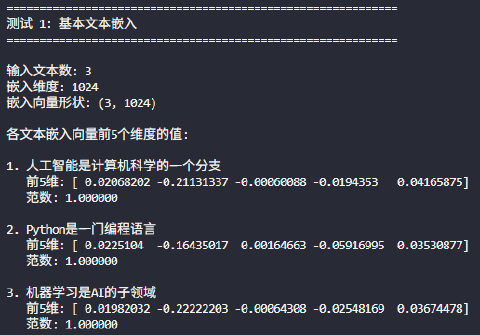 ============================================================
测试 1: 基本文本嵌入
============================================================
输入文本数: 3
嵌入维度: 1024
嵌入向量形状: (3, 1024)
各文本嵌入向量前5个维度的值:
1. 人工智能是计算机科学的一个分支
前5维: [ 0.02068202 -0.21131337 -0.00060088 -0.0194353   0.04165875]
范数: 1.000000
2. Python是一门编程语言
前5维: [ 0.0225104  -0.16435017  0.00164663 -0.05916995  0.03530877]
范数: 1.000000
3. 机器学习是AI的子领域
前5维: [ 0.01982032 -0.22222203 -0.00064308 -0.02548169  0.03674478]
范数: 1.000000